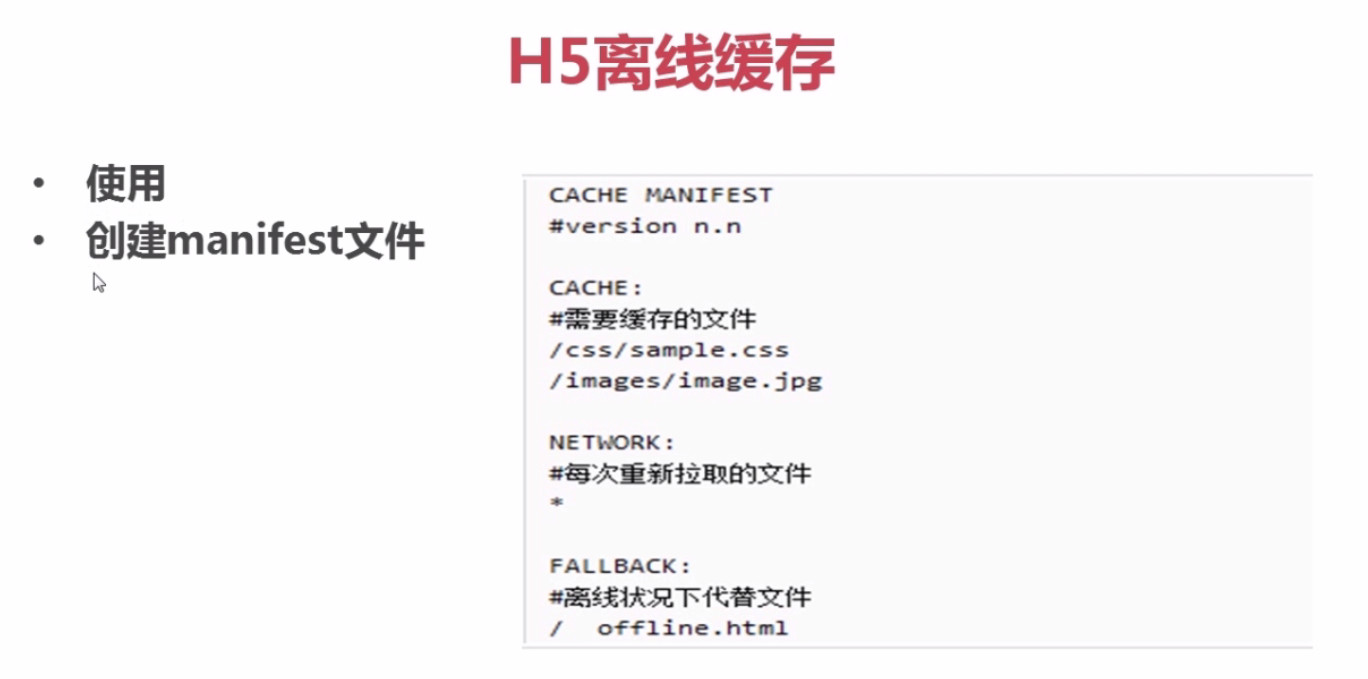 H5离线缓存
• 使用
• 创建manifest文件
CACHE MANIFEST
#version n.n
CACHE:
#需要缓存的文件
/css/sample.css
/images/image.jpg
NETWORK:
#每次重新拉取的文件
*
FALLBACK:
#离线状况下代替文件
/ offline.html